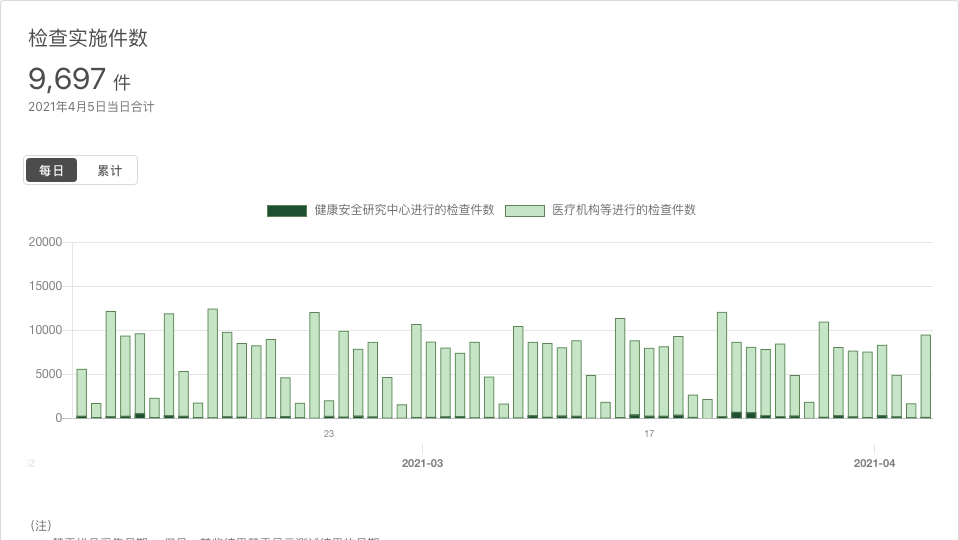 检查实施件数
9,697 件
2021年4月5日当日合计
每日 累计
健康安全研究中心进行的检查件数 医疗机构等进行的检查件数
20000
15000
10000
5000
0
23 17
2021-03 2021-04
(注)